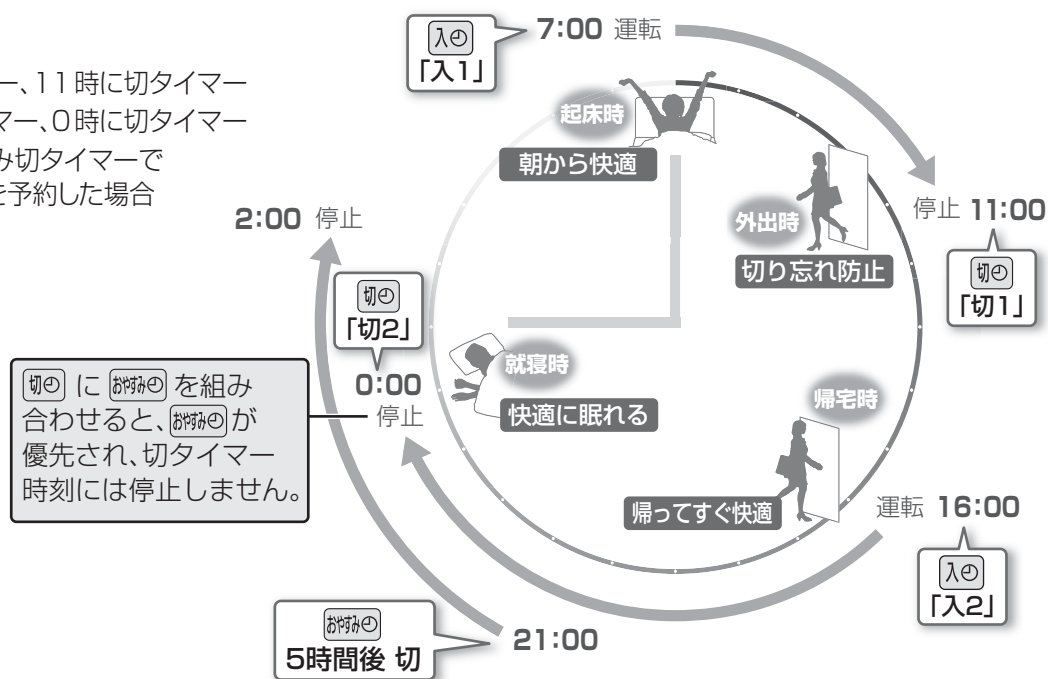 ー、11時に切タイマー
マー、0時に切タイマー
み切タイマーで
を予約した場合
入
「入1」
7:00 運転
起床時
朝から快適
外出時
切り忘れ防止
停止 11:00
切
「切1」
2:00 停止
切
「切2」
0:00
停止
就寝時
快適に眠れる
切 に おやすみ を組み
合わせると、おやすみ が
優先され、切タイマー
時刻には停止しません。
帰宅時
帰ってすぐ快適
運転 16:00
入
「入2」
おやすみ
5時間後 切
21:00